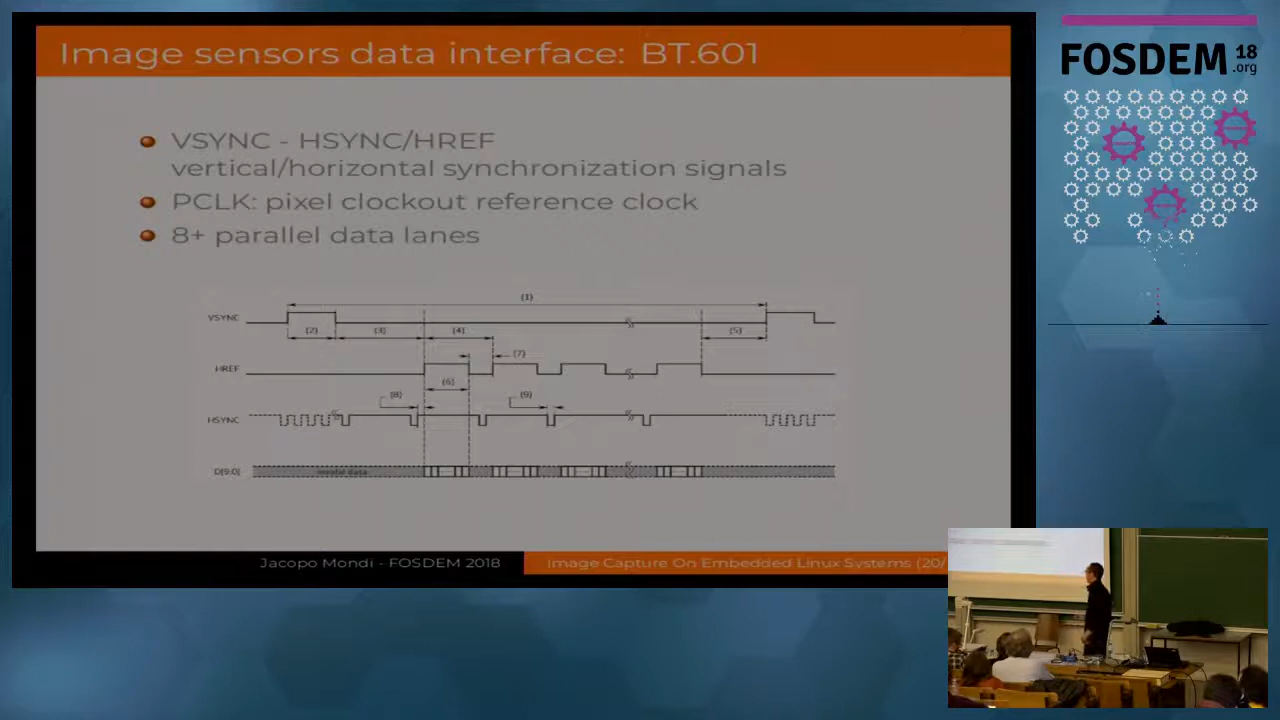 Image sensors data interface: BT.601
VSYNC - HSYNC/HREF
vertical/horizontal synchronization signals
PCLK: pixel clockout reference clock
8+ parallel data lanes
(1)
VSYNC
(2) (3) (4) (5)
(7)
HREF
(6)
(8) (9)
HSYNC
D[9:0] invalid data
Jacopo Mondi - FOSDEM 2018
Image Capture On Embedded Linux Systems (20/
FOSDEM 18
.org